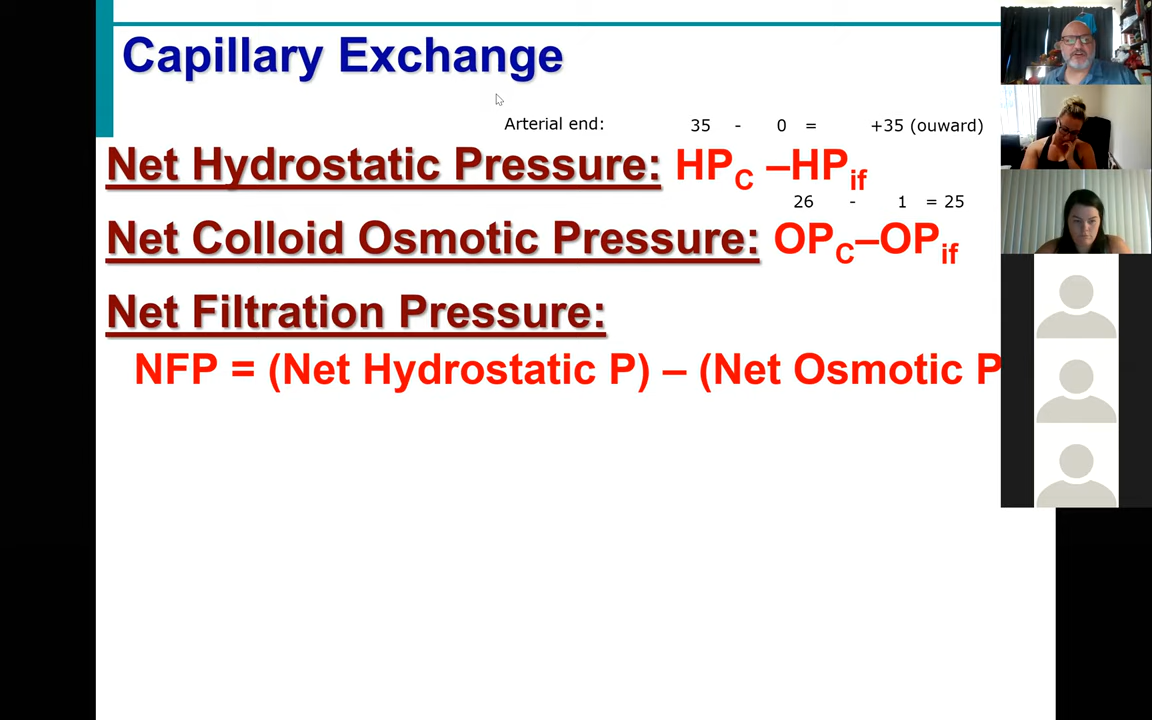 Capillary Exchange
Arterial end: 35 - 0 = +35 (ouward)
Net Hydrostatic Pressure: HPC –HPif
26 - 1 = 25
Net Colloid Osmotic Pressure: OPC–OPif
Net Filtration Pressure:
NFP = (Net Hydrostatic P) – (Net Osmotic P